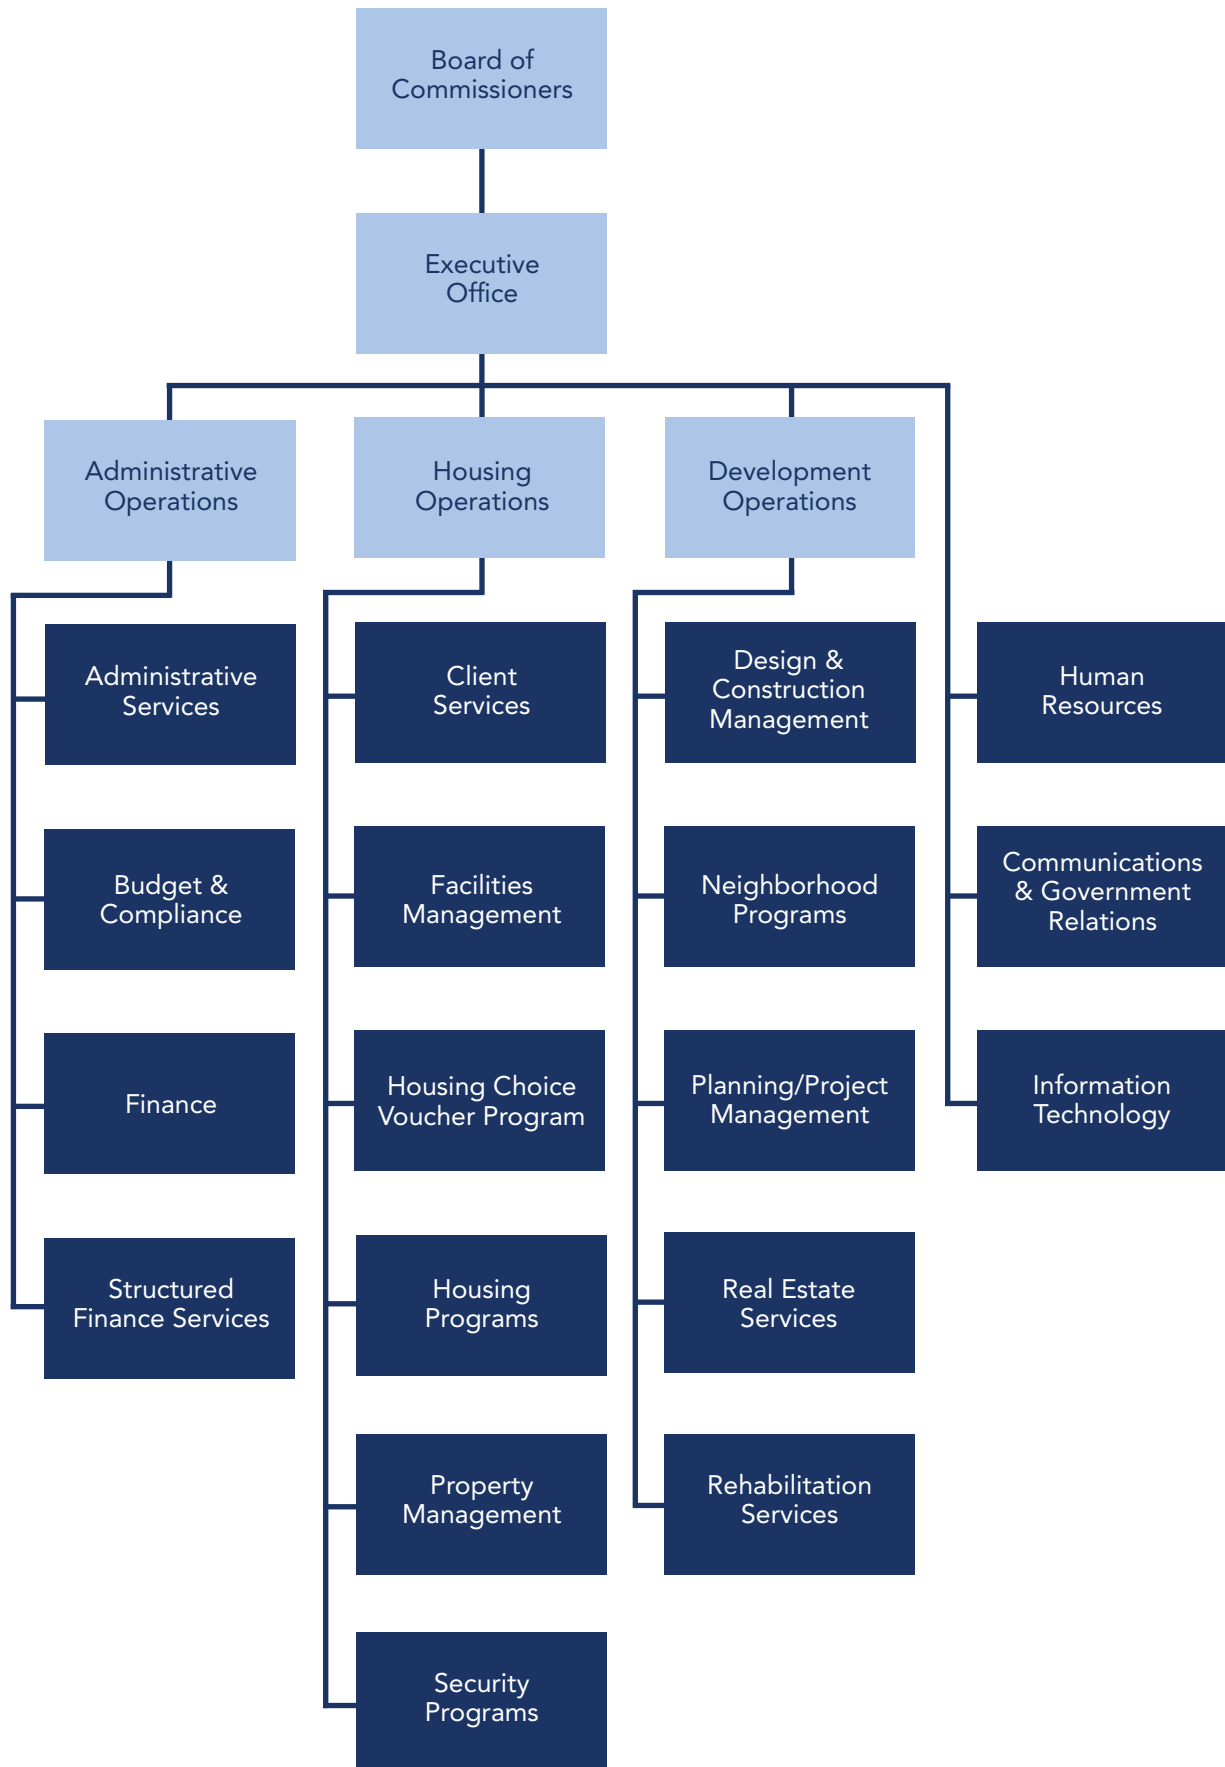 Board of
Commissioners
Executive
Office
Administrative
Operations
Housing
Operations
Development
Operations
Administrative
Services
Client
Services
Design &
Construction
Management
Human
Resources
Budget &
Compliance
Facilities
Management
Neighborhood
Programs
Communications
& Government
Relations
Finance
Housing Choice
Voucher Program
Planning/Project
Management
Information
Technology
Structured
Finance Services
Housing
Programs
Real Estate
Services
Property
Management
Rehabilitation
Services
Security
Programs